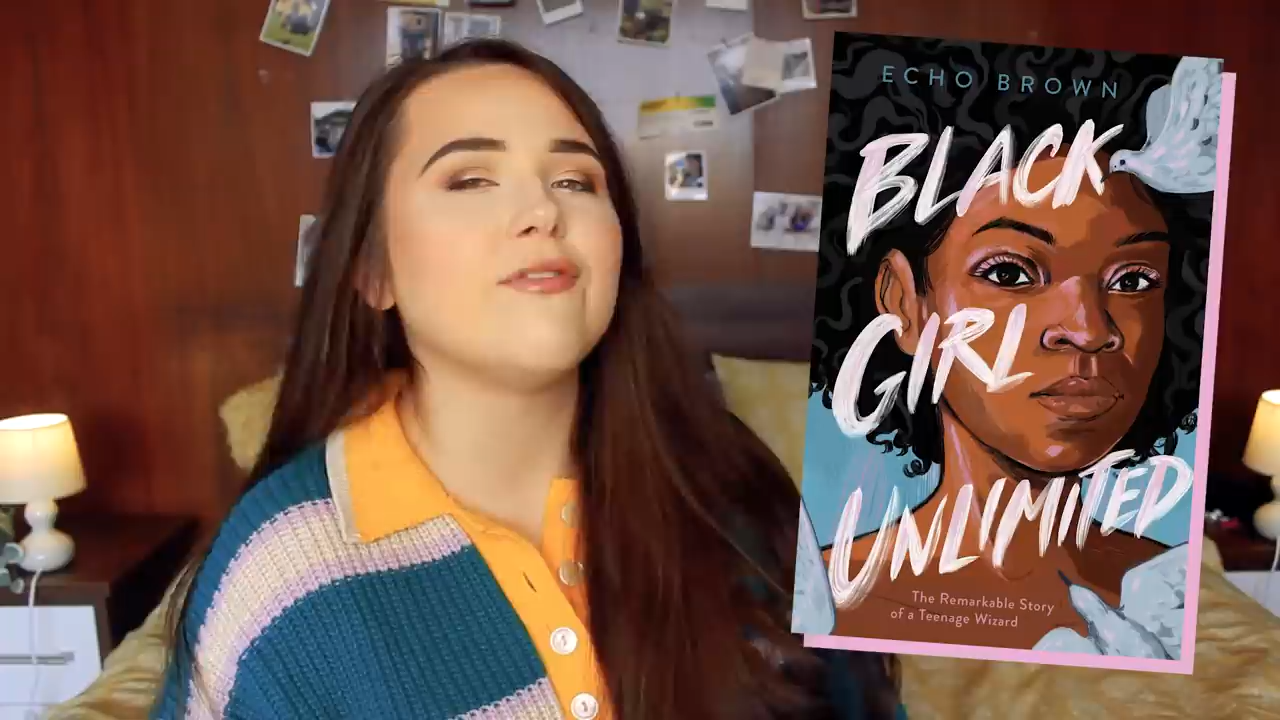 ECHO BROWN
BLACK
GIRL
UNLIMITED
The Remarkable Story
of a Teenage Wizard